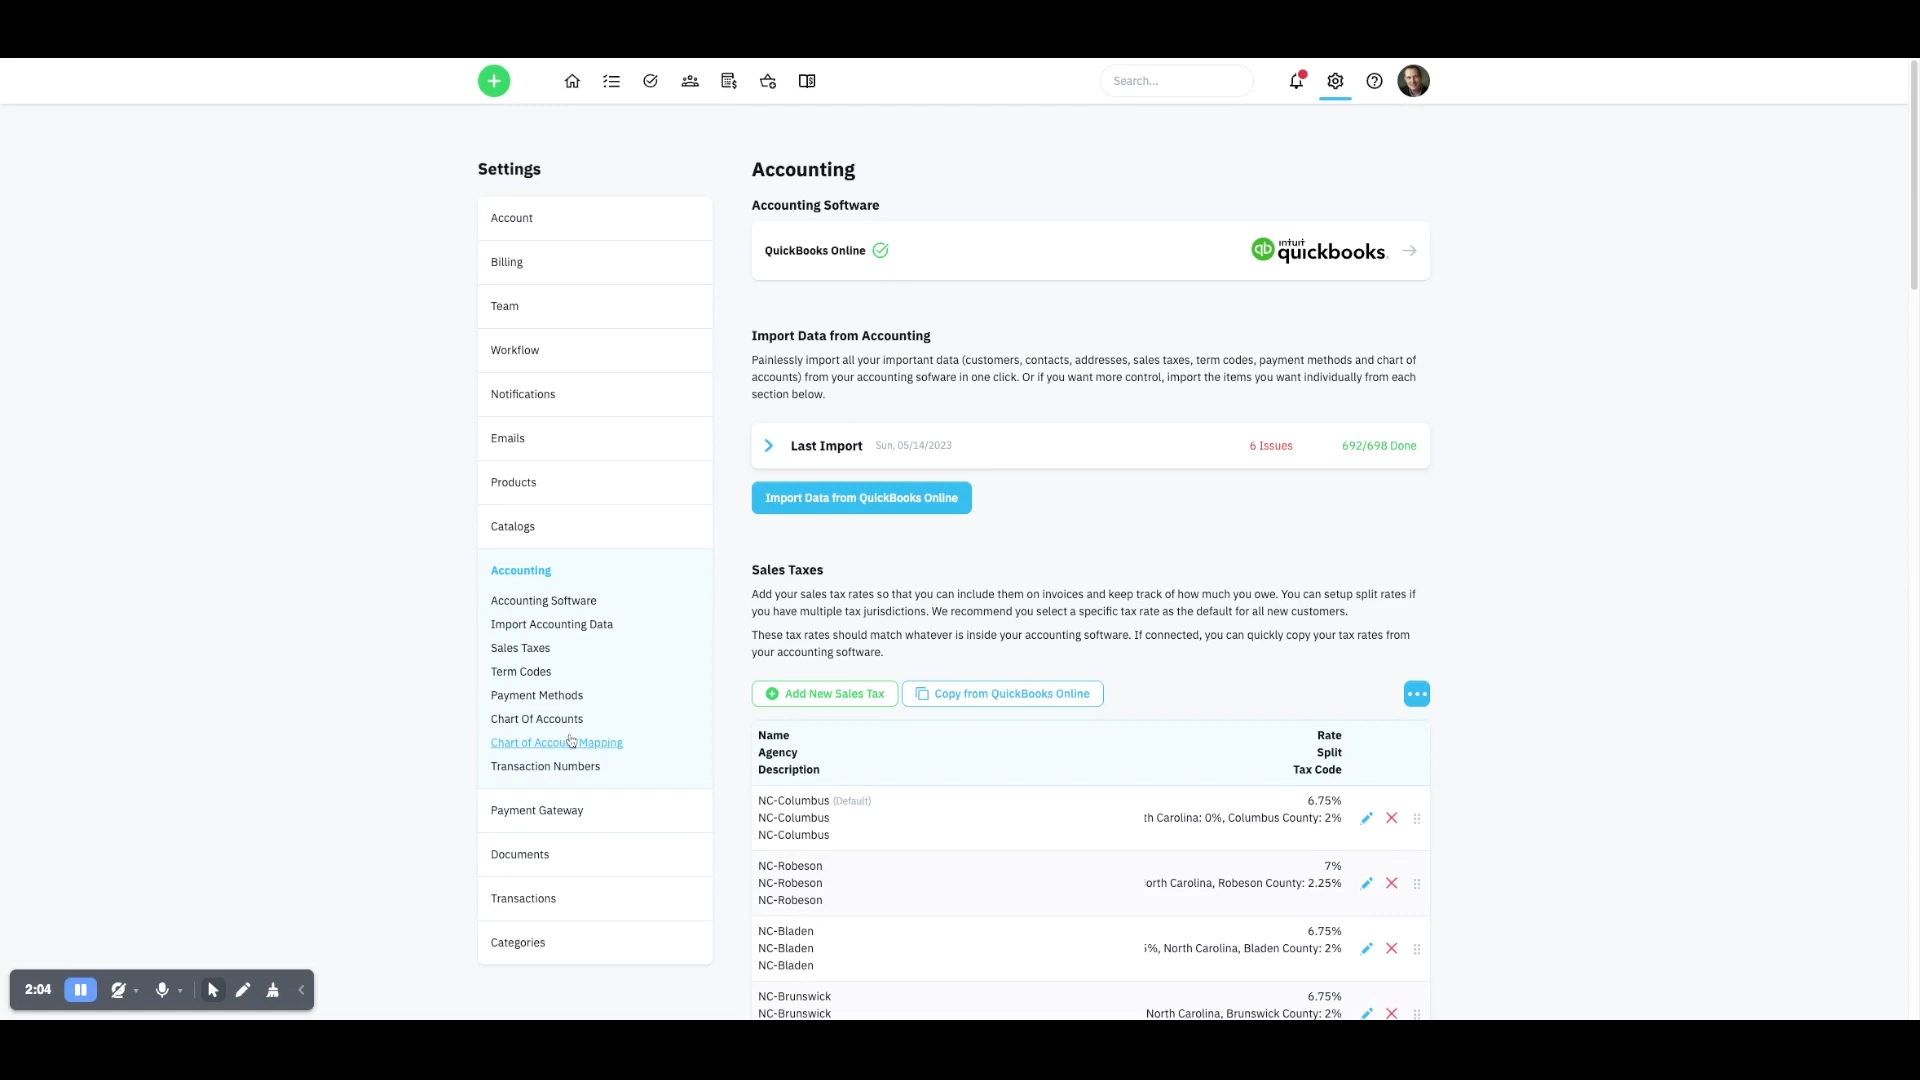 Search...
Settings
Account
Billing
Team
Workflow
Notifications
Emails
Products
Catalogs
Accounting
Accounting Software
Import Accounting Data
Sales Taxes
Term Codes
Payment Methods
Chart Of Accounts
Chart of Accou Mapping
Transaction Numbers
Payment Gateway
Documents
Transactions
Categories
Accounting
Accounting Software
QuickBooks Online
qb intuit quickbooks.
Import Data from Accounting
Painlessly import all your important data (customers, contacts, addresses, sales taxes, term codes, payment methods and chart of
accounts) from your accounting sofware in one click. Or if you want more control, import the items you want individually from each
section below.
Last Import Sun, 05/14/2023 6 Issues 692/698 Done
Import Data from QuickBooks Online
Sales Taxes
Add your sales tax rates so that you can include them on invoices and keep track of how much you owe. You can setup split rates if
you have multiple tax jurisdictions. We recommend you select a specific tax rate as the default for all new customers.
These tax rates should match whatever is inside your accounting software. If connected, you can quickly copy your tax rates from
your accounting software.
Add New Sales Tax Copy from QuickBooks Online
Name Rate
Agency Split
Description Tax Code
NC-Columbus (Default) 6.75%
NC-Columbus th Carolina: 0%, Columbus County: 2%
NC-Columbus
NC-Robeson 7%
NC-Robeson orth Carolina, Robeson County: 2.25%
NC-Robeson
NC-Bladen 6.75%
NC-Bladen %, North Carolina, Bladen County: 2%
NC-Bladen
NC-Brunswick 6.75%
NC-Brunswick North Carolina, Brunswick County: 2%
2:04